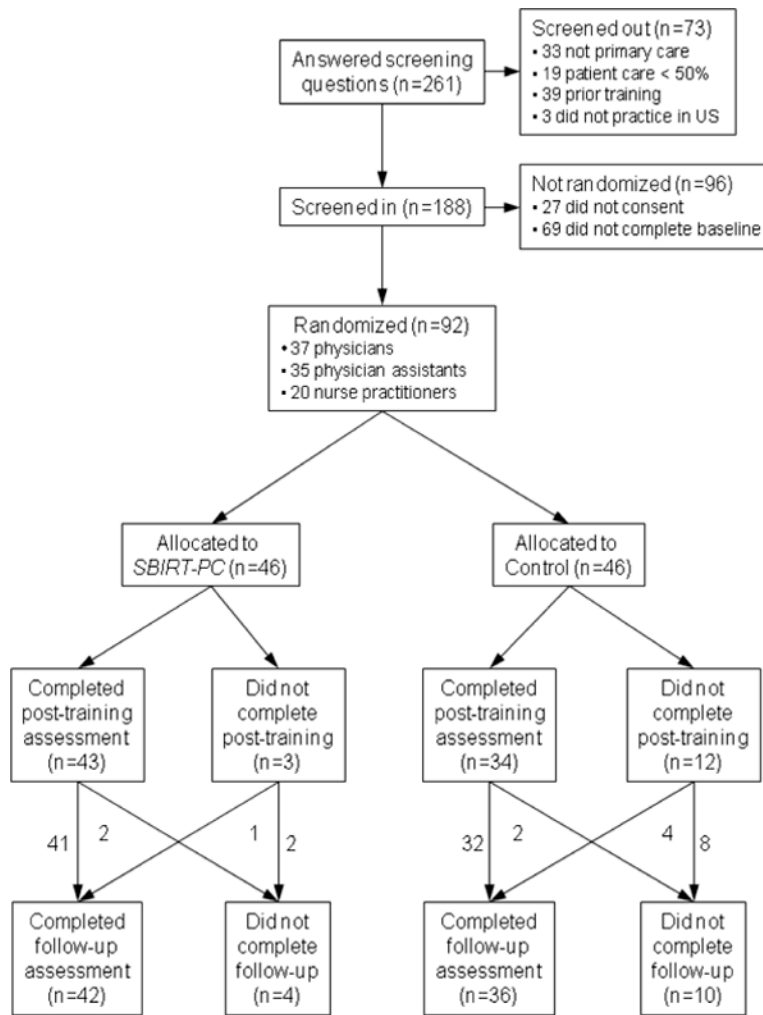 Answered screening
questions (n=261)
Screened out (n=73)
• 33 not primary care
• 19 patient care < 50%
• 39 prior training
• 3 did not practice in US
Screened in (n=188)
Not randomized (n=96)
• 27 did not consent
• 69 did not complete baseline
Randomized (n=92)
• 37 physicians
• 35 physician assistants
• 20 nurse practitioners
Allocated to
SBIRT-PC (n=46)
Allocated to
Control (n=46)
Completed
post-training
assessment
(n=43)
Did not
complete
post-training
(n=3)
Completed
post-training
assessment
(n=34)
Did not
complete
post-training
(n=12)
41
2
1
2
32
2
4
8
Completed
follow-up
assessment
(n=42)
Did not
complete
follow-up
(n=4)
Completed
follow-up
assessment
(n=36)
Did not
complete
follow-up
(n=10)